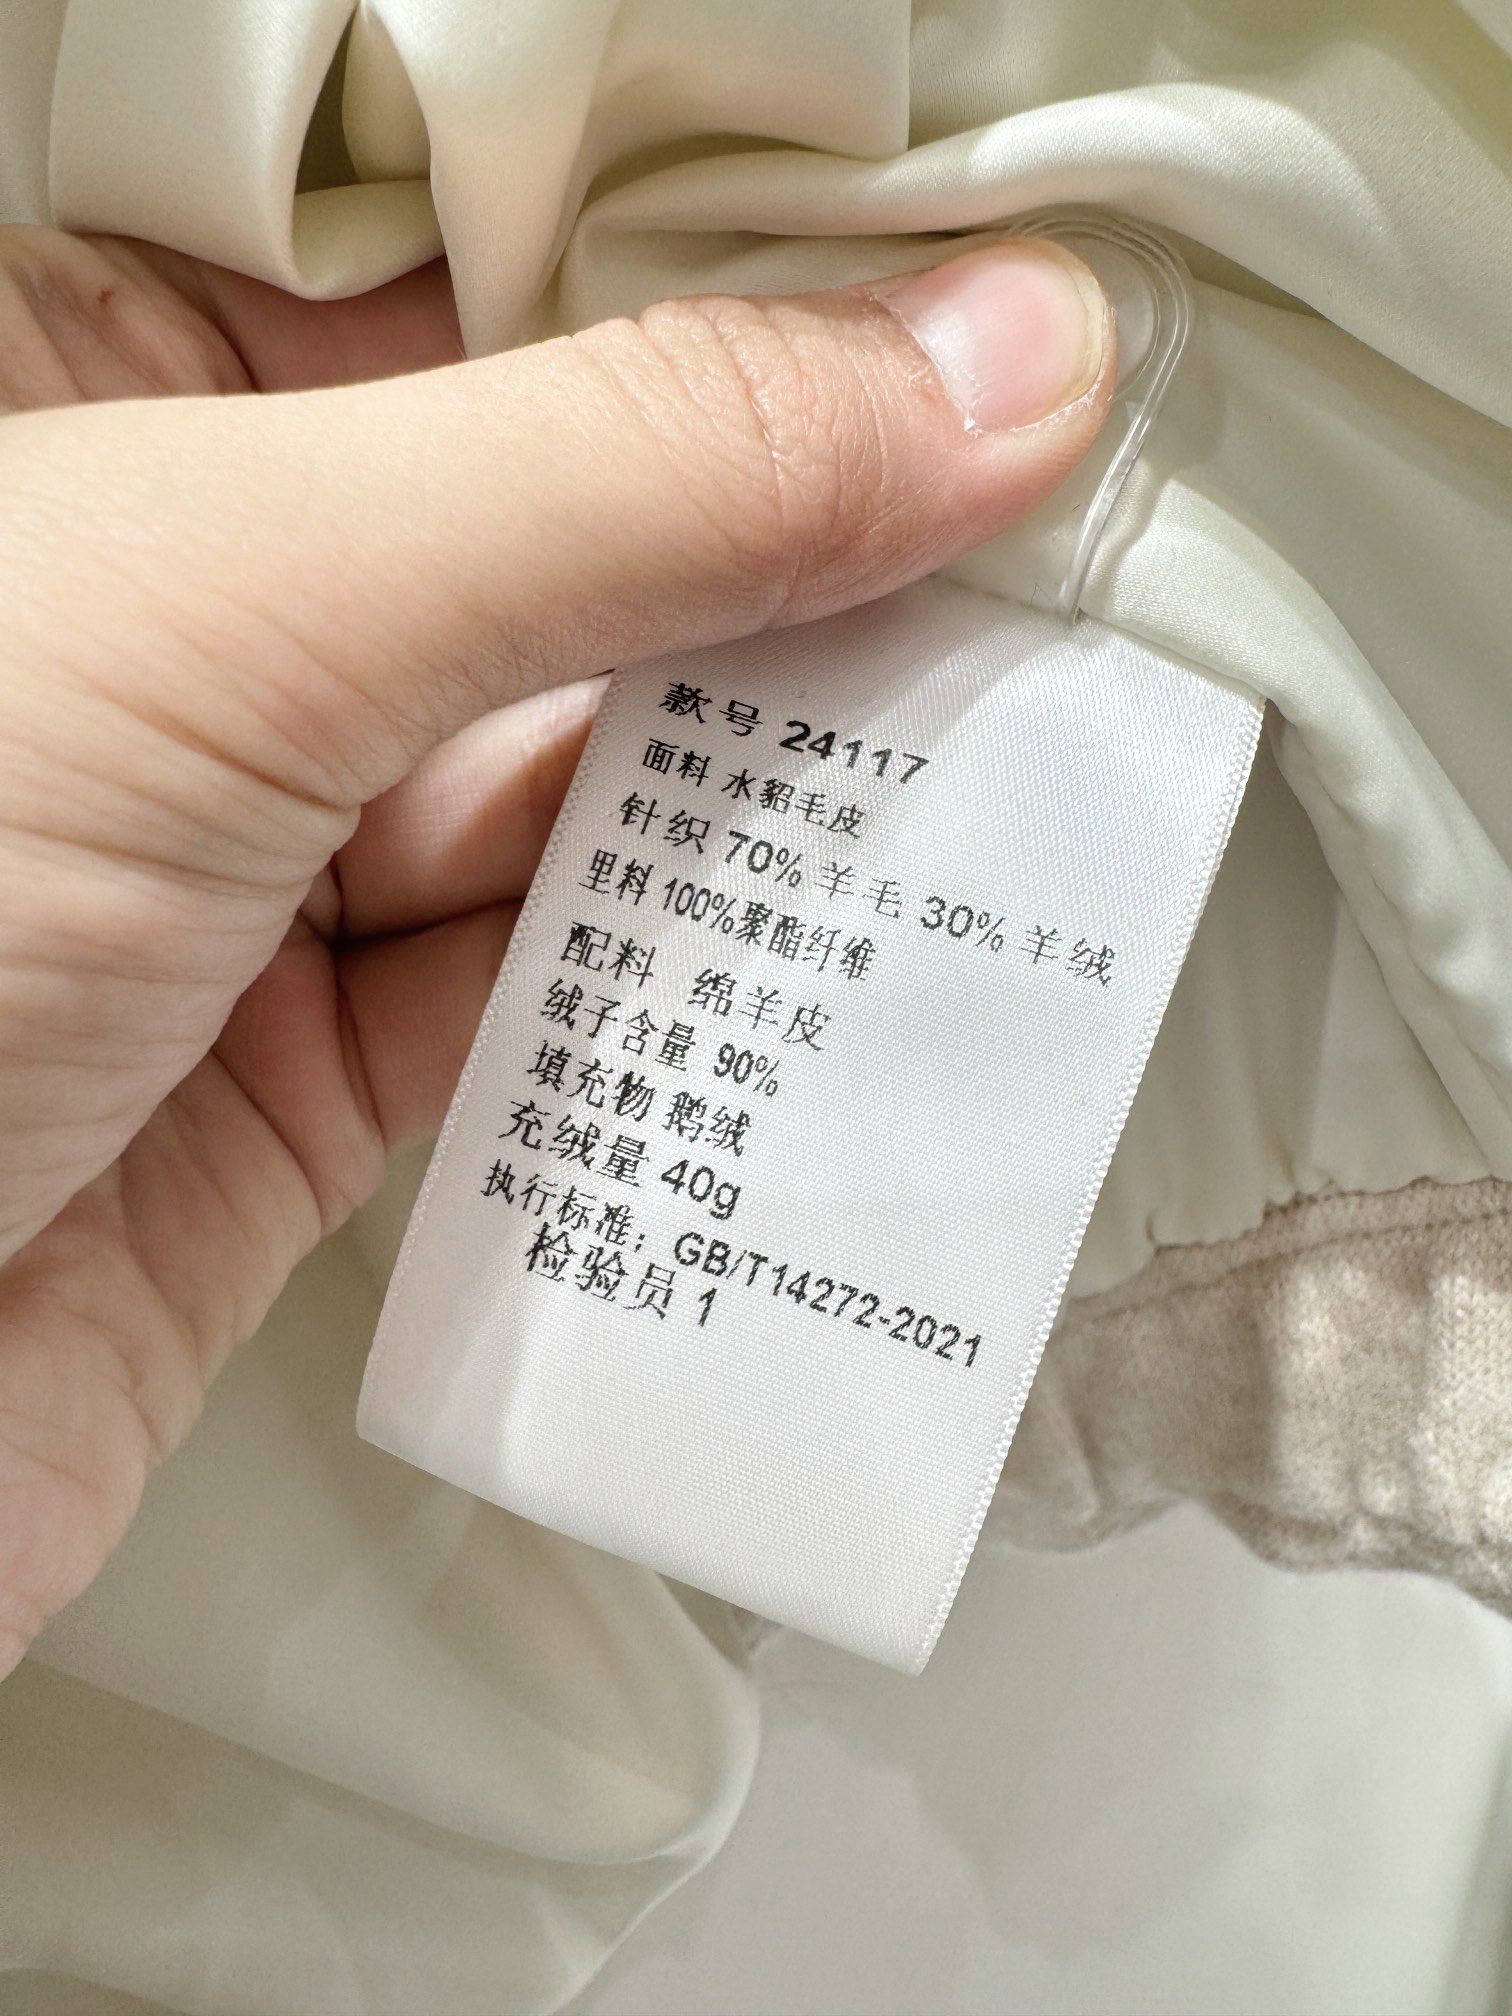 款号 24117
面料 水貂毛皮
针织 70% 羊毛 30% 羊绒
里料 100%聚酯纤维
配料 绵羊皮
绒子含量 90%
填充物 鹅绒
充绒量 40g
执行标准：GB/T14272-2021
检验员 1